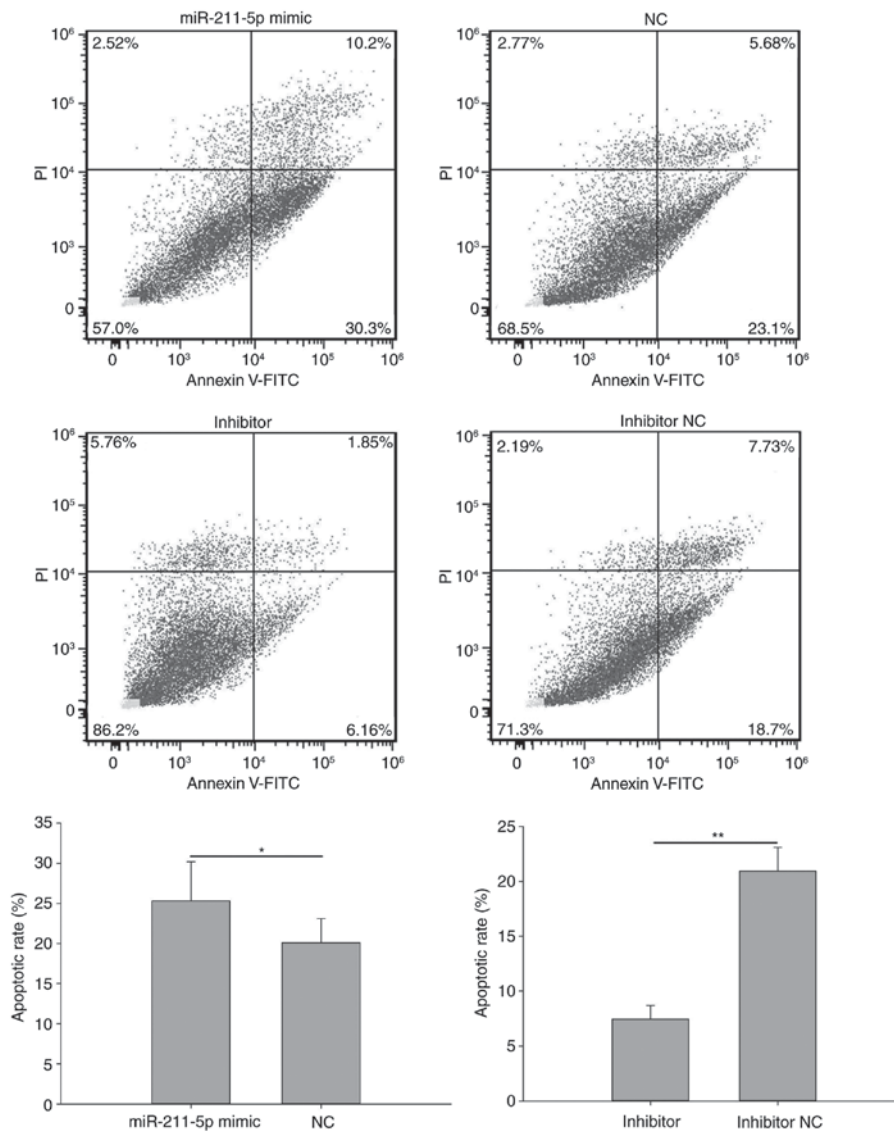 miR-211-5p mimic
10⁶
2.52%
10.2%
10⁵
10⁴
PI
10³
0
57.0%
30.3%
0 10³ 10⁴ 10⁵ 10⁶
Annexin V-FITC
NC
10⁶
2.77%
5.68%
10⁵
10⁴
PI
10³
0
68.5%
23.1%
0 10³ 10⁴ 10⁵ 10⁶
Annexin V-FITC
Inhibitor
10⁶
5.76%
1.85%
10⁵
10⁴
PI
10³
0
86.2%
6.16%
0 10³ 10⁴ 10⁵ 10⁶
Annexin V-FITC
Inhibitor NC
10⁶
2.19%
7.73%
10⁵
10⁴
PI
10³
0
71.3%
18.7%
0 10³ 10⁴ 10⁵ 10⁶
Annexin V-FITC
35
30
25
20
15
10
5
0
Apoptotic rate (%)
*
miR-211-5p mimic NC
25
20
15
10
5
0
Apoptotic rate (%)
**
Inhibitor Inhibitor NC